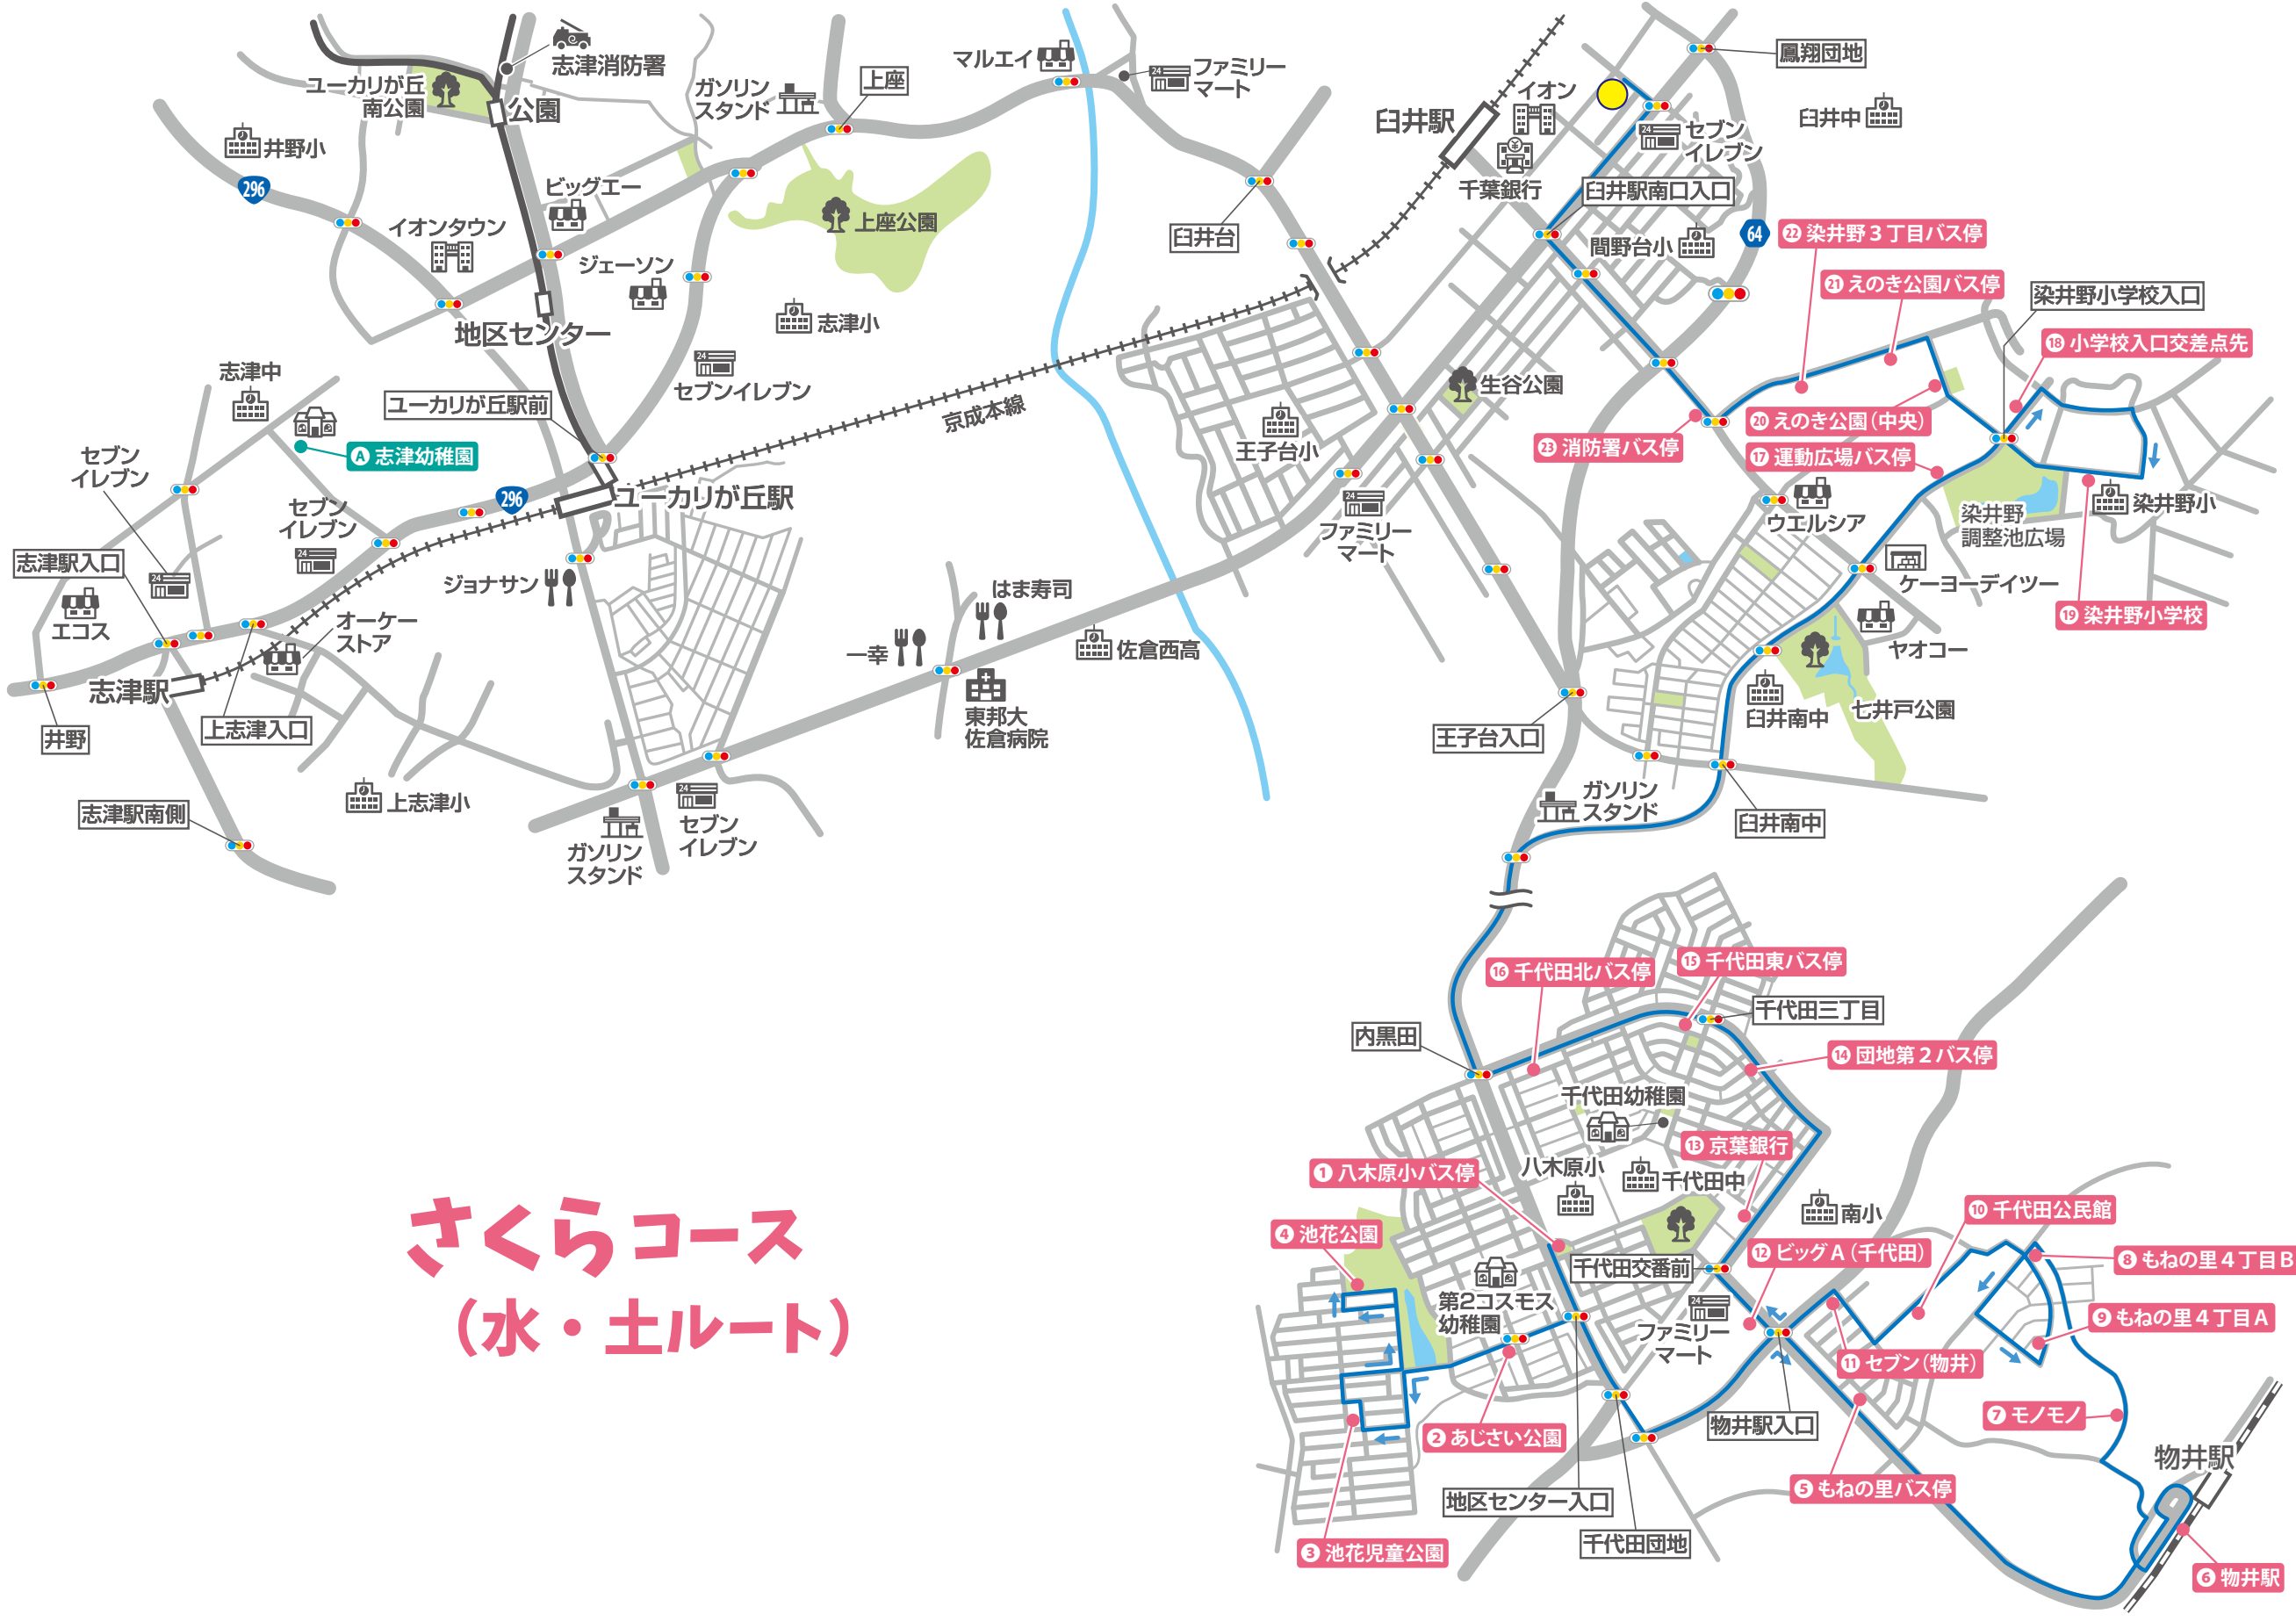 志津消防署
ユーカリが丘
南公園
公園
井野小
296
ガソリン
スタンド
上座
マルエイ
24
ファミリー
マート
臼井駅
イオン
千葉銀行
24
セブン
イレブン
鳳翔団地
臼井中
臼井駅南口入口
間野台小
64
ビッグエー
イオンタウン
ジェーソン
地区センター
上座公園
志津小
臼井台
24
セブンイレブン
ユーカリが丘駅前
志津中
A 志津幼稚園
セブン
イレブン
24
セブン
イレブン
24
296
ユーカリが丘駅
京成本線
志津駅入口
エコス
オーケー
ストア
志津駅
井野
上志津入口
志津駅南側
上志津小
ジョナサン
はま寿司
一幸
東邦大
佐倉病院
佐倉西高
24
セブン
イレブン
ガソリン
スタンド
王子台小
生谷公園
24
ファミリー
マート
22 染井野3丁目バス停
21 えのき公園バス停
染井野小学校入口
18 小学校入口交差点先
20 えのき公園(中央)
23 消防署バス停
17 運動広場バス停
ウエルシア
染井野
調整池広場
染井野小
ケーヨーデイツー
19 染井野小学校
ヤオコー
七井戸公園
臼井南中
王子台入口
ガソリン
スタンド
臼井南中
16 千代田北バス停
15 千代田東バス停
千代田三丁目
内黒田
14 団地第2バス停
千代田幼稚園
13 京葉銀行
1 八木原小バス停
八木原小
千代田中
南小
4 池花公園
10 千代田公民館
12 ビッグA(千代田)
千代田交番前
8 もねの里4丁目B
第2コスモス
幼稚園
24
ファミリー
マート
9 もねの里4丁目A
11 セブン(物井)
7 モノモノ
2 あじさい公園
物井駅入口
物井駅
5 もねの里バス停
地区センター入口
千代田団地
3 池花児童公園
6 物井駅
さくらコース
(水・土ルート)